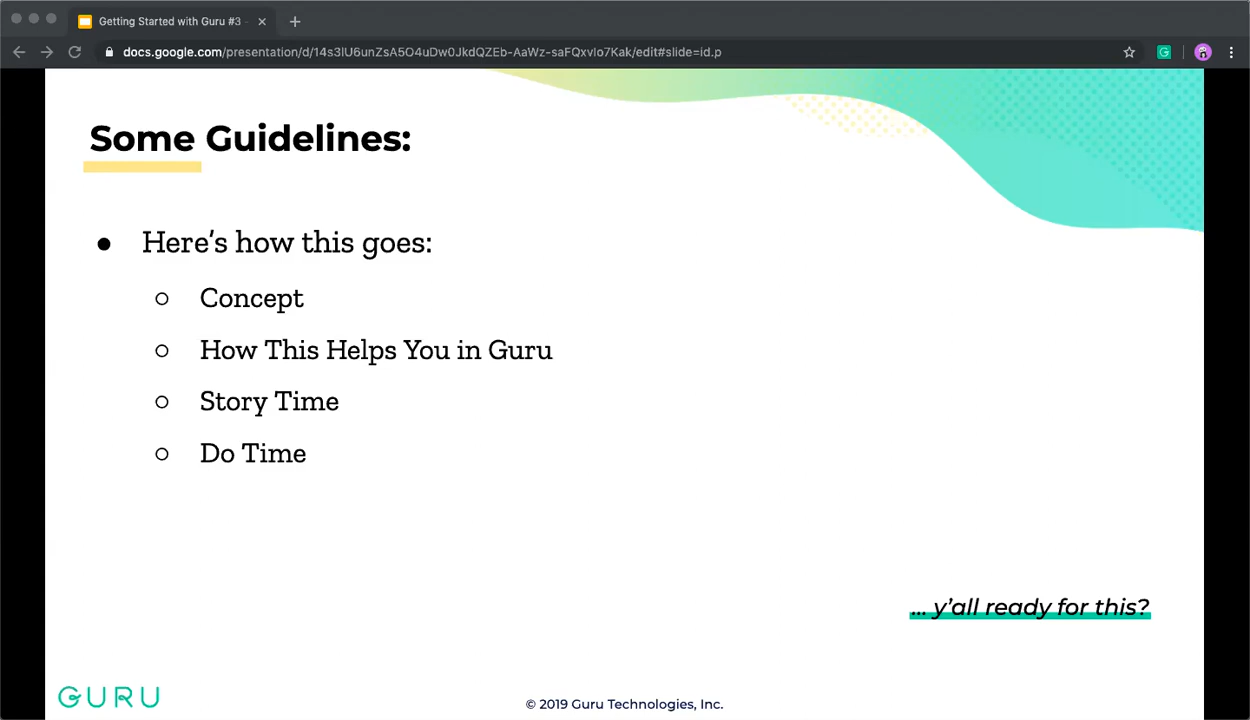 Getting Started with Guru #3
docs.google.com/presentation/d/14s3lU6unZsA5O4uDw0JkdQZEb-AaWz-saFQxvlo7Kak/edit#slide=id.p
Some Guidelines:
● Here's how this goes:
○ Concept
○ How This Helps You in Guru
○ Story Time
○ Do Time
... y'all ready for this?
GURU
© 2019 Guru Technologies, Inc.